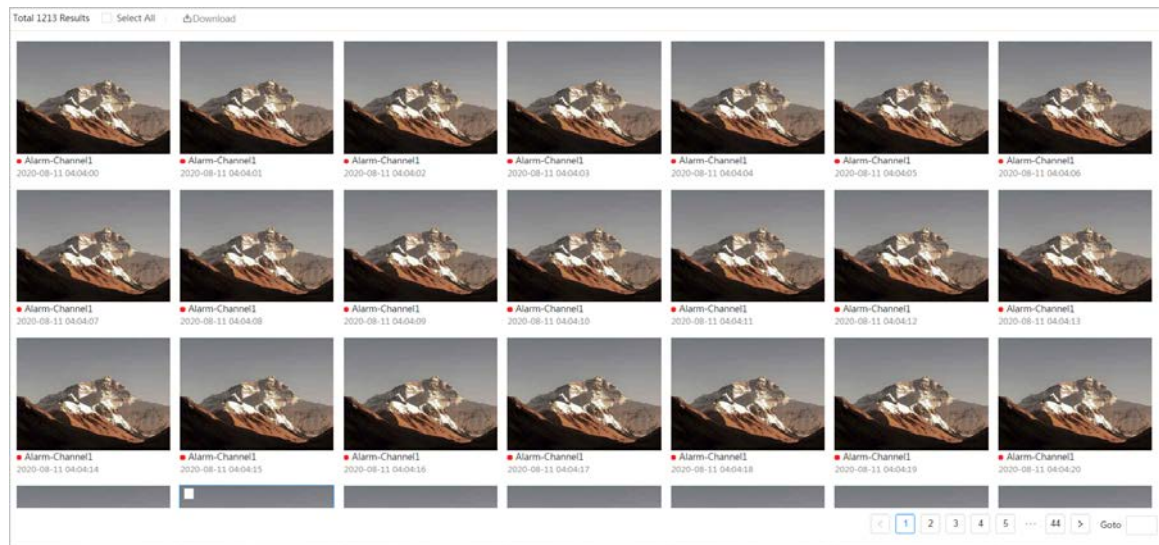 Total 1213 Results Select All Download
Alarm-Channel1 Alarm-Channel1 Alarm-Channel1 Alarm-Channel1 Alarm-Channel1 Alarm-Channel1 Alarm-Channel1
2020-08-11 04:04:00 2020-08-11 04:04:01 2020-08-11 04:04:02 2020-08-11 04:04:03 2020-08-11 04:04:04 2020-08-11 04:04:05 2020-08-11 04:04:06
Alarm-Channel1 Alarm-Channel1 Alarm-Channel1 Alarm-Channel1 Alarm-Channel1 Alarm-Channel1 Alarm-Channel1
2020-08-11 04:04:07 2020-08-11 04:04:08 2020-08-11 04:04:09 2020-08-11 04:04:10 2020-08-11 04:04:11 2020-08-11 04:04:12 2020-08-11 04:04:13
Alarm-Channel1 Alarm-Channel1 Alarm-Channel1 Alarm-Channel1 Alarm-Channel1 Alarm-Channel1 Alarm-Channel1
2020-08-11 04:04:14 2020-08-11 04:04:15 2020-08-11 04:04:16 2020-08-11 04:04:17 2020-08-11 04:04:18 2020-08-11 04:04:19 2020-08-11 04:04:20
< 1 2 3 4 5 ··· 44 > Goto